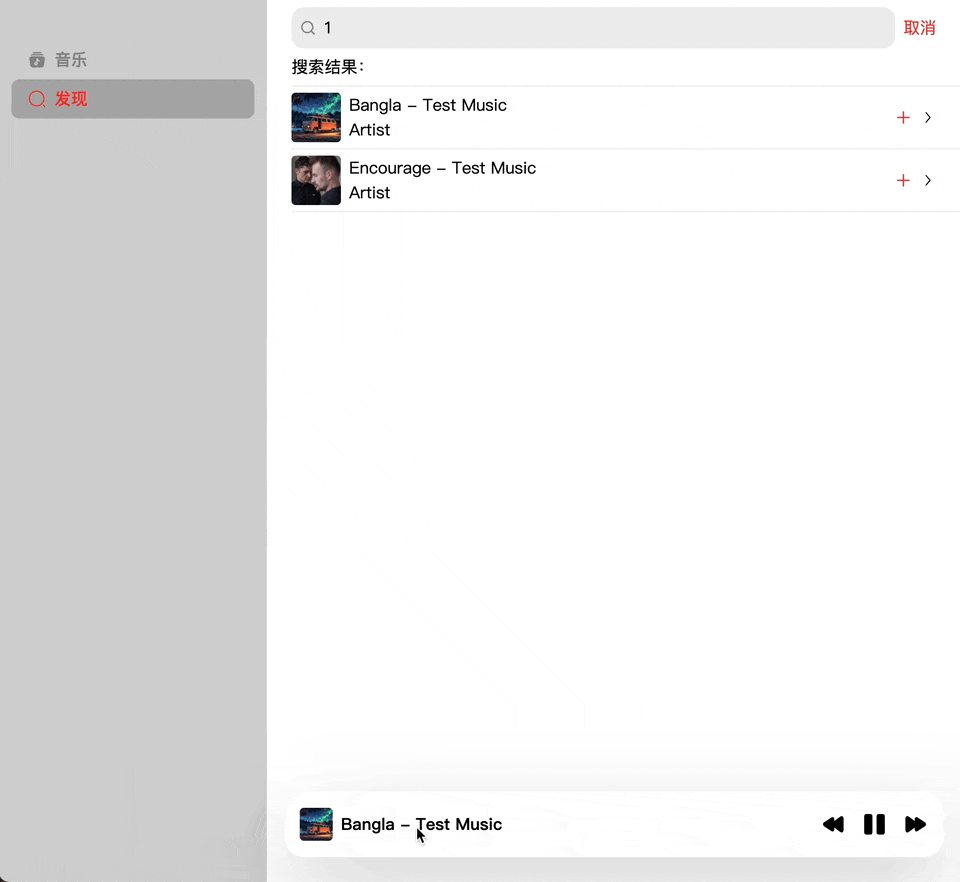 音乐
发现
1
取消
搜索结果：
Bangla – Test Music
Artist
Encourage – Test Music
Artist
Bangla – Test Music